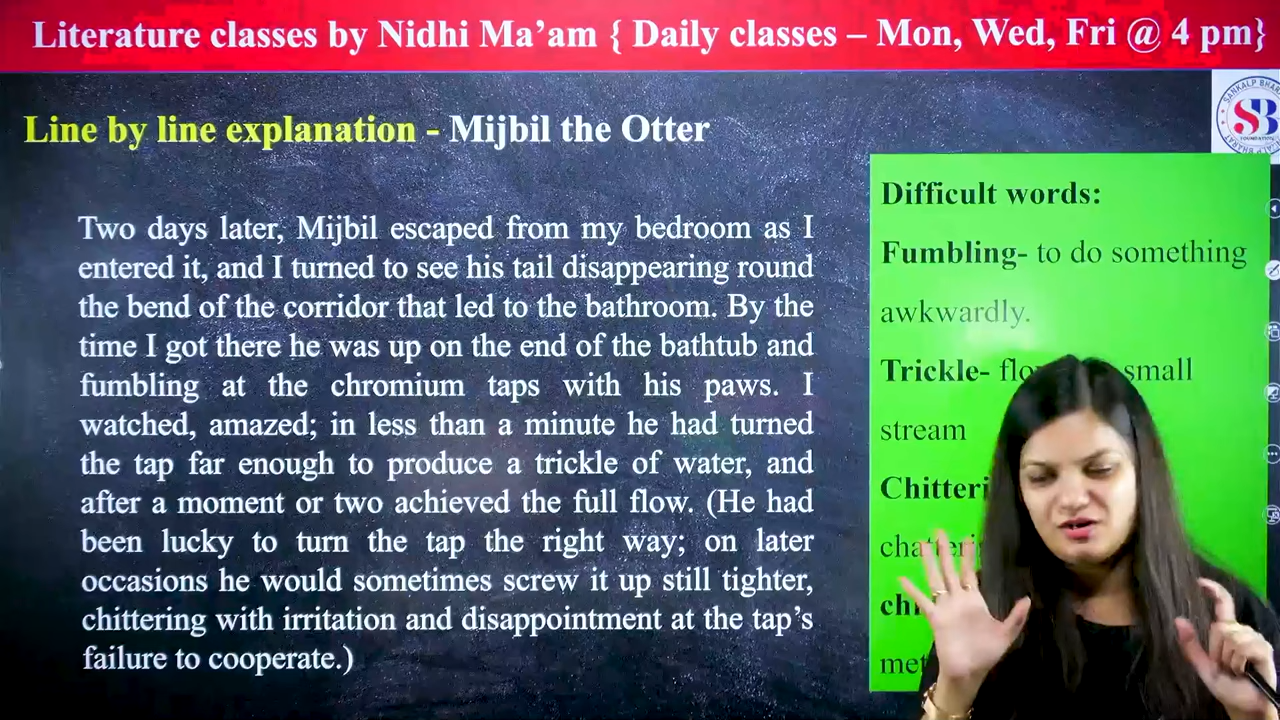 Literature classes by Nidhi Ma’am { Daily classes – Mon, Wed, Fri @ 4 pm}
Line by line explanation - Mijbil the Otter
Two days later, Mijbil escaped from my bedroom as I
entered it, and I turned to see his tail disappearing round
the bend of the corridor that led to the bathroom. By the
time I got there he was up on the end of the bathtub and
fumbling at the chromium taps with his paws. I
watched, amazed; in less than a minute he had turned
the tap far enough to produce a trickle of water, and
after a moment or two achieved the full flow. (He had
been lucky to turn the tap the right way; on later
occasions he would sometimes screw it up still tighter,
chittering with irritation and disappointment at the tap’s
failure to cooperate.)
SB
FOUNDATION
Difficult words:
Fumbling- to do something
awkwardly.
Trickle- small
stream